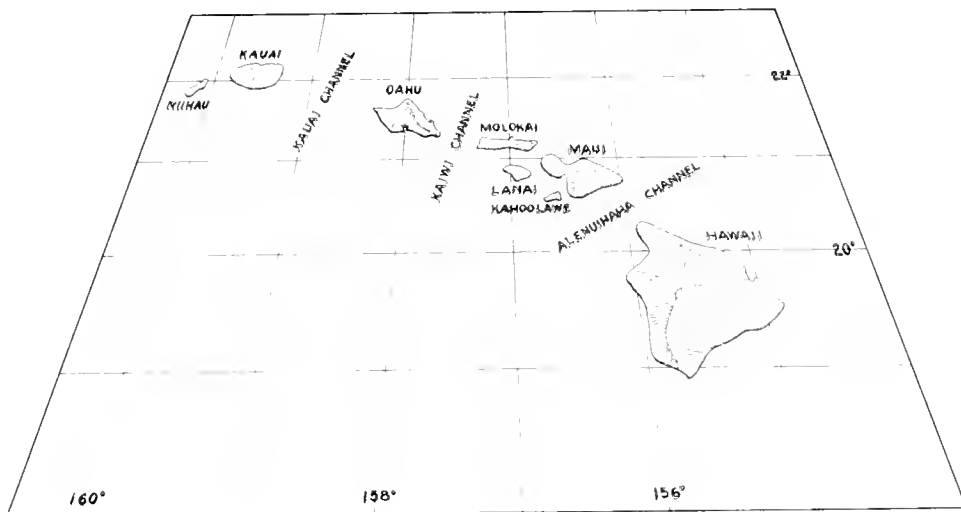 KAUAI
22°
NIIHAU
KAUAI CHANNEL
OAHU
KAIWI CHANNEL
MOLOKAI
MAUI
LANAI
KAHOOLAWE
ALENUIHAHA CHANNEL
HAWAII
20°
160°
158°
156°